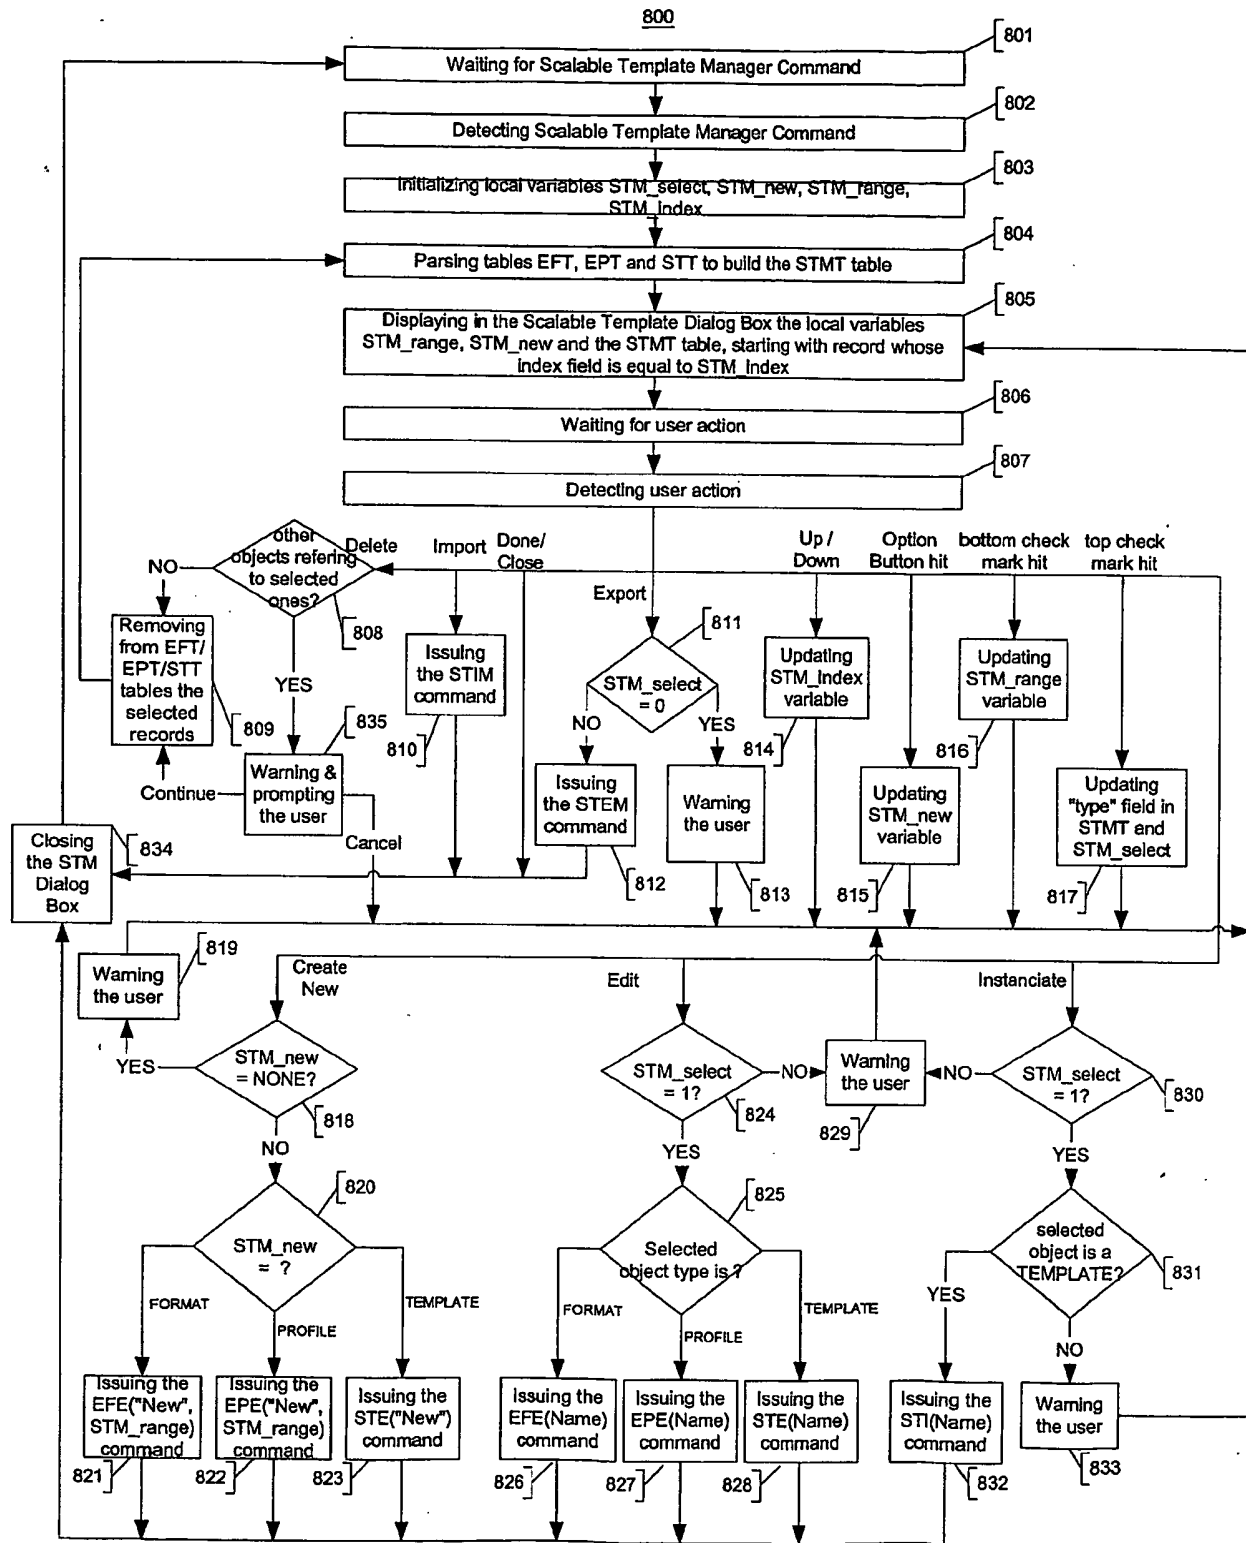 800
801
Waiting for Scalable Template Manager Command
802
Detecting Scalable Template Manager Command
803
Initializing local variables STM_select, STM_new, STM_range,
STM_index
804
Parsing tables EFT, EPT and STT to build the STMT table
805
Displaying in the Scalable Template Dialog Box the local variables
STM_range, STM_new and the STMT table, starting with record whose
index field is equal to STM_Index
806
Waiting for user action
807
Detecting user action
Delete
Import
Done/
Close
Export
Up /
Down
Option
Button hit
bottom check
mark hit
top check
mark hit
other
objects refering
to selected
ones?
808
NO
YES
Removing
from EFT/
EPT/STT
tables the
selected
records
809
835
Warning &
prompting
the user
Continue
Cancel
Issuing
the STIM
command
810
811
STM_select
= 0
NO
YES
Issuing
the STEM
command
812
Warning
the user
813
Updating
STM_Index
variable
814
Updating
STM_new
variable
815
Updating
STM_range
variable
816
Updating
"type" field in
STMT and
STM_select
817
Closing
the STM
Dialog
Box
834
819
Warning
the user
YES
Create
New
Edit
Instanciate
STM_new
= NONE?
818
NO
820
STM_new
= ?
FORMAT
PROFILE
TEMPLATE
Issuing the
EFE("New",
STM_range)
command
821
Issuing the
EPE("New",
STM_range)
command
822
Issuing the
STE("New")
command
823
STM_select
= 1?
824
NO
YES
Warning
the user
829
NO
825
Selected
object type is ?
FORMAT
PROFILE
TEMPLATE
Issuing the
EFE(Name)
command
826
Issuing the
EPE(Name)
command
827
Issuing the
STE(Name)
command
828
STM_select
= 1?
830
YES
selected
object is a
TEMPLATE?
831
YES
NO
Issuing the
STI(Name)
command
832
Warning
the user
833